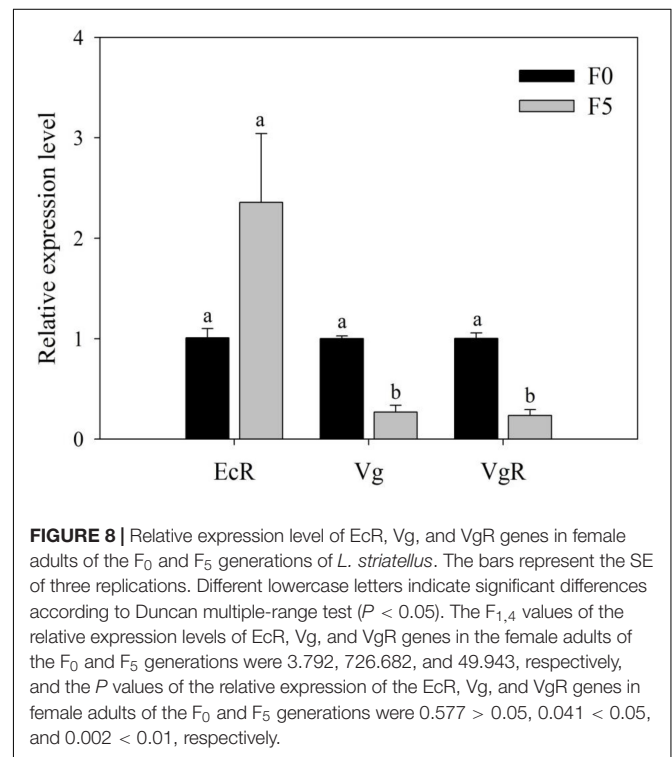 4
3
2
1
0
Relative expression level
F0
F5
a
a
a
b
a
b
EcR
Vg
VgR
FIGURE 8 | Relative expression level of EcR, Vg, and VgR genes in female
adults of the F0 and F5 generations of L. striatellus. The bars represent the SE
of three replications. Different lowercase letters indicate significant differences
according to Duncan multiple-range test (P < 0.05). The F1,4 values of the
relative expression levels of EcR, Vg, and VgR genes in the female adults of
the F0 and F5 generations were 3.792, 726.682, and 49.943, respectively,
and the P values of the relative expression of the EcR, Vg, and VgR genes in
female adults of the F0 and F5 generations were 0.577 > 0.05, 0.041 < 0.05,
and 0.002 < 0.01, respectively.